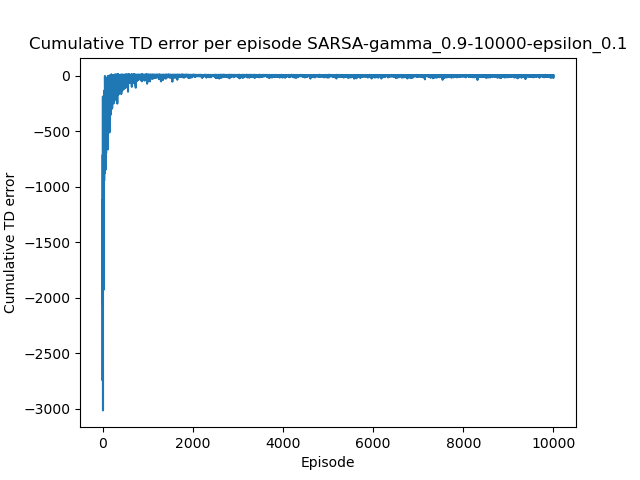 Cumulative TD error per episode SARSA-gamma_0.9-10000-epsilon_0.1
0
−500
−1000
−1500
−2000
−2500
−3000
Cumulative TD error
0 2000 4000 6000 8000 10000
Episode